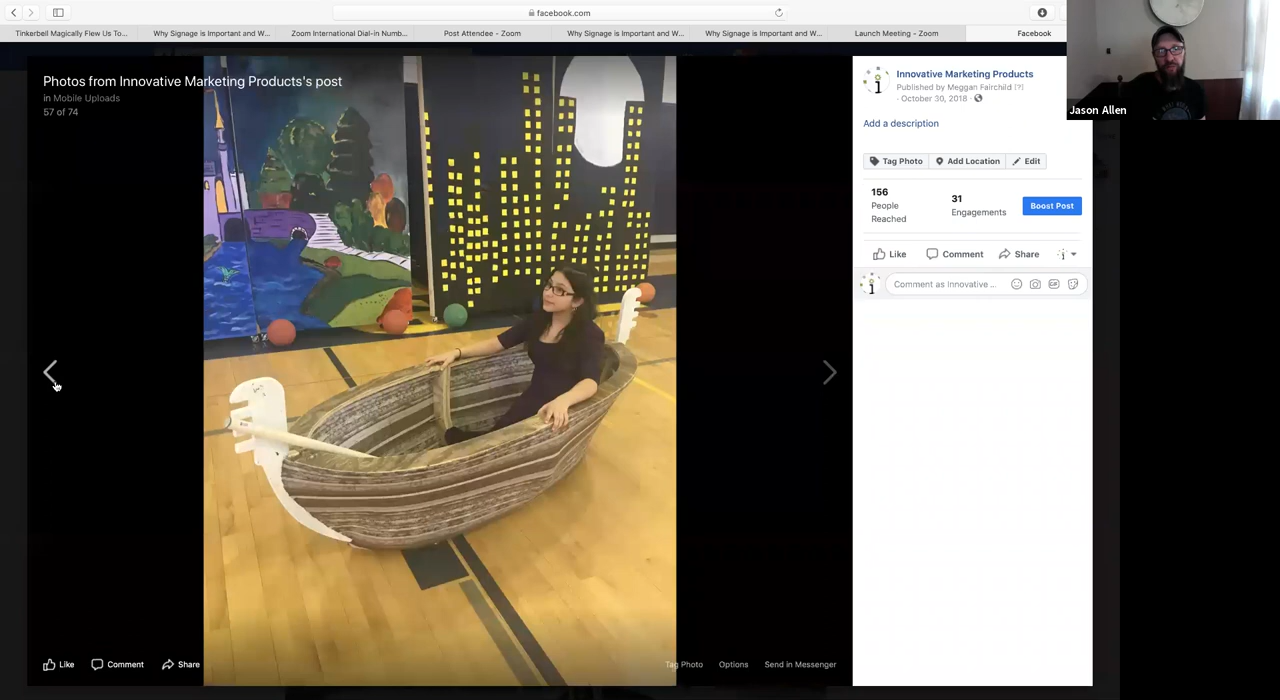 facebook.com
Tinkerbell Magically Flew Us To...
Why Signage is Important and W...
Zoom International Dial-in Numb...
Post Attendee - Zoom
Why Signage is Important and W...
Why Signage is Important and W...
Launch Meeting - Zoom
Facebook
Photos from Innovative Marketing Products's post
in Mobile Uploads
57 of 74
Innovative Marketing Products
Published by Meggan Fairchild [?]
· October 30, 2018 ·
Add a description
Tag Photo
Add Location
Edit
156
People
Reached
31
Engagements
Boost Post
Like
Comment
Share
Comment as Innovative ...
GIF
Like
Comment
Share
Tag Photo
Options
Send in Messenger
Jason Allen